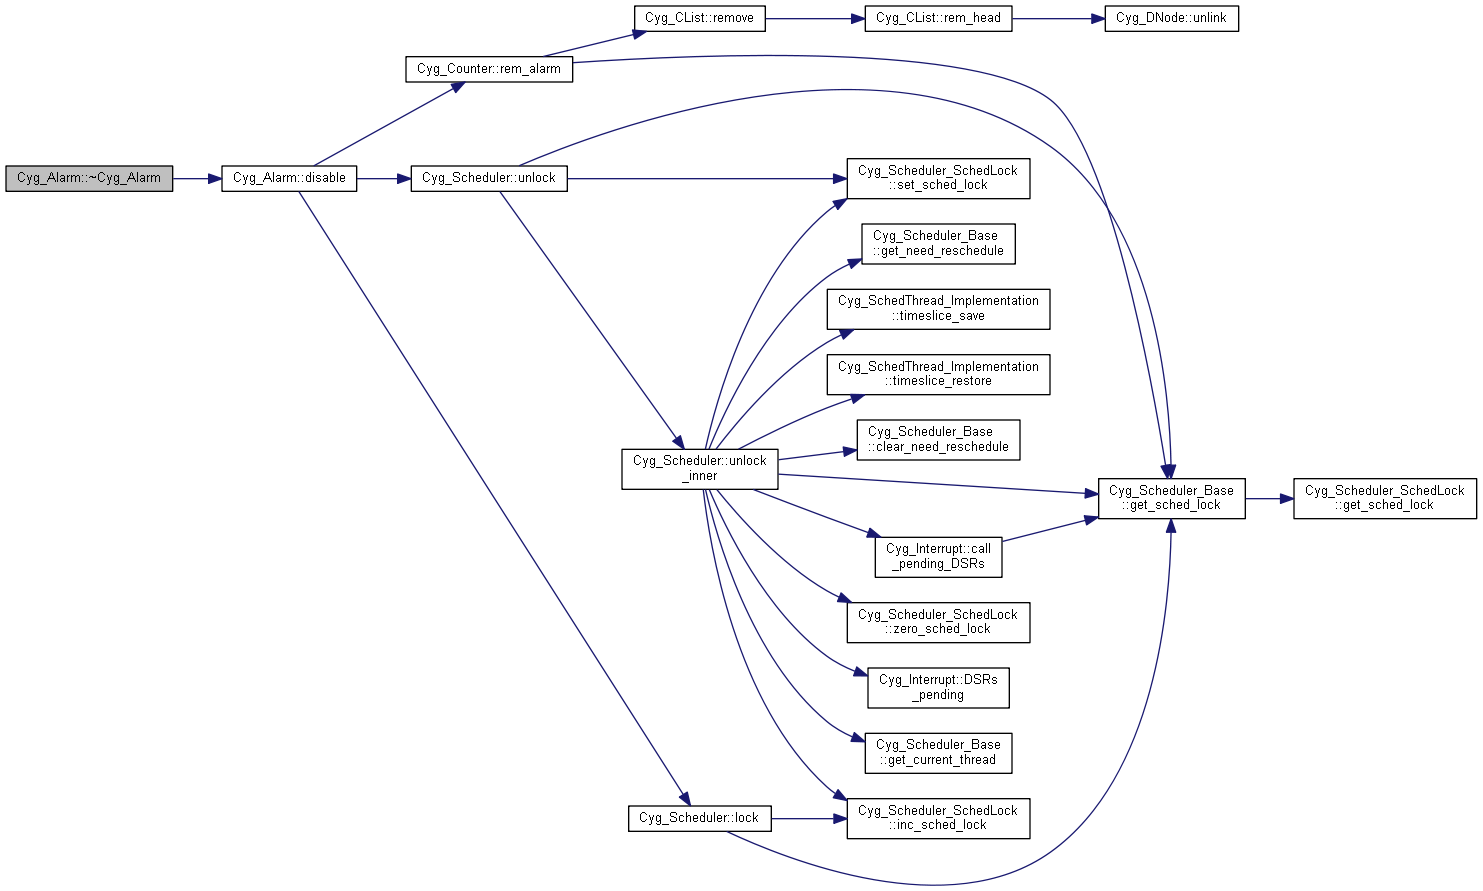 Cyg_CList::remove
Cyg_CList::rem_head
Cyg_DNode::unlink
Cyg_Counter::rem_alarm
Cyg_Alarm::~Cyg_Alarm
Cyg_Alarm::disable
Cyg_Scheduler::unlock
Cyg_Scheduler_SchedLock
::set_sched_lock
Cyg_Scheduler_Base
::get_need_reschedule
Cyg_SchedThread_Implementation
::timeslice_save
Cyg_SchedThread_Implementation
::timeslice_restore
Cyg_Scheduler_Base
::clear_need_reschedule
Cyg_Scheduler::unlock
_inner
Cyg_Scheduler_Base
::get_sched_lock
Cyg_Scheduler_SchedLock
::get_sched_lock
Cyg_Interrupt::call
_pending_DSRs
Cyg_Scheduler_SchedLock
::zero_sched_lock
Cyg_Interrupt::DSRs
_pending
Cyg_Scheduler_Base
::get_current_thread
Cyg_Scheduler::lock
Cyg_Scheduler_SchedLock
::inc_sched_lock